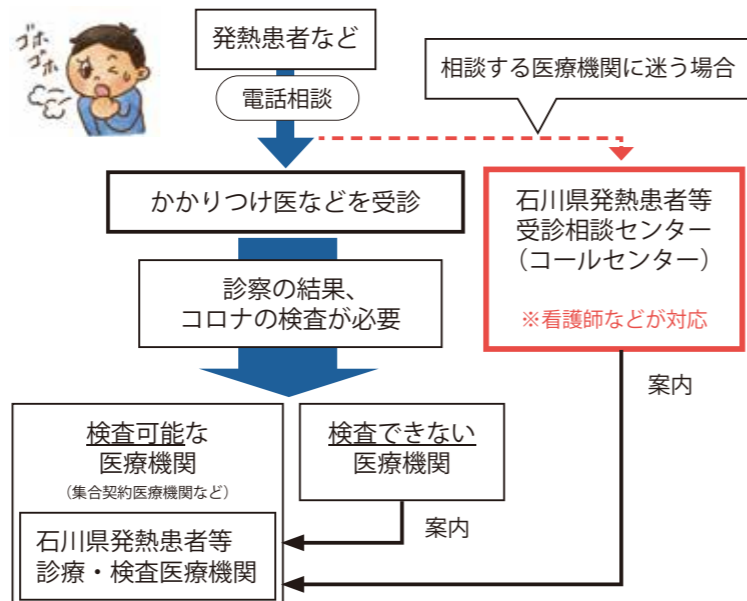 ゴホ
ゴホ
発熱患者など
電話相談
相談する医療機関に迷う場合
かかりつけ医などを受診
石川県発熱患者等
受診相談センター
（コールセンター）
※看護師などが対応
診察の結果、
コロナの検査が必要
案内
検査可能な
医療機関
（集合契約医療機関など）
検査できない
医療機関
案内
石川県発熱患者等
診療・検査医療機関